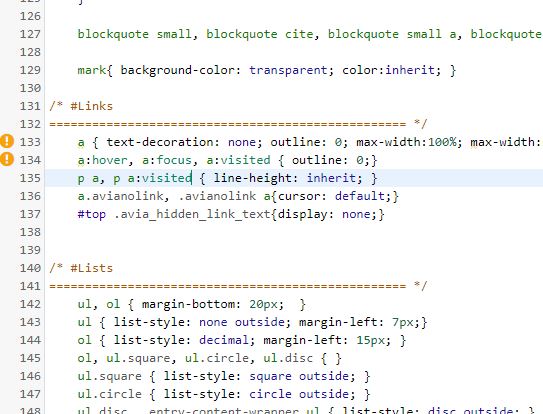 125 }
126
127 blockquote small, blockquote cite, blockquote small a, blockquote
128
129 mark{ background-color: transparent; color:inherit; }
130
131 /* #Links
132 ================================================== */
133 a { text-decoration: none; outline: 0; max-width:100%; max-width:
134 a:hover, a:focus, a:visited { outline: 0;}
135 p a, p a:visited { line-height: inherit; }
136 a.avianolink, .avianolink a{cursor: default;}
137 #top .avia_hidden_link_text{display: none;}
138
139
140 /* #Lists
141 ================================================== */
142 ul, ol { margin-bottom: 20px; }
143 ul { list-style: none outside; margin-left: 7px;}
144 ol { list-style: decimal; margin-left: 15px; }
145 ol, ul.square, ul.circle, ul.disc { }
146 ul.square { list-style: square outside; }
147 ul.circle { list-style: circle outside; }
148 ul.disc, .entry-content-wrapper ul { list-style: disc outside; }